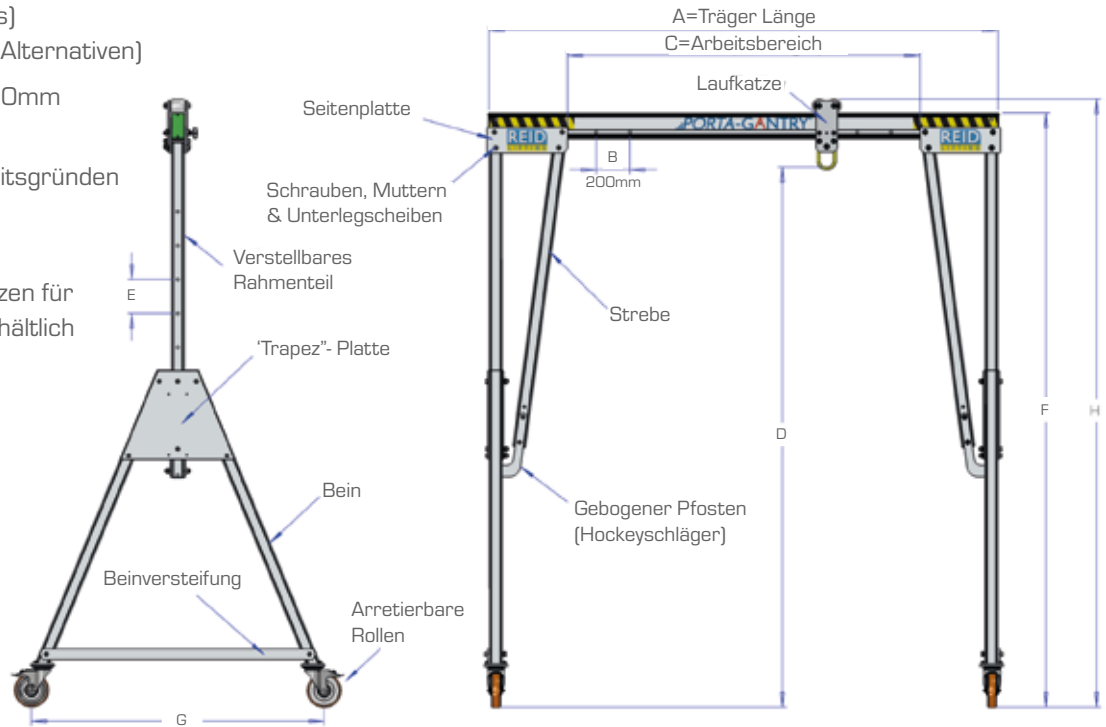 s)
Alternativen)
0mm
itsgründen
zen für
hältlich
A=Träger Länge
C=Arbeitsbereich
Laufkatze
Seitenplatte
REID
PORTA-GANTRY
REID
B
200mm
Schrauben, Muttern
& Unterlegscheiben
Verstellbares
Rahmenteil
E
Strebe
'Trapez"- Platte
F
H
D
Bein
Gebogener Pfosten
(Hockeyschläger)
Beinversteifung
Arretierbare
Rollen
G